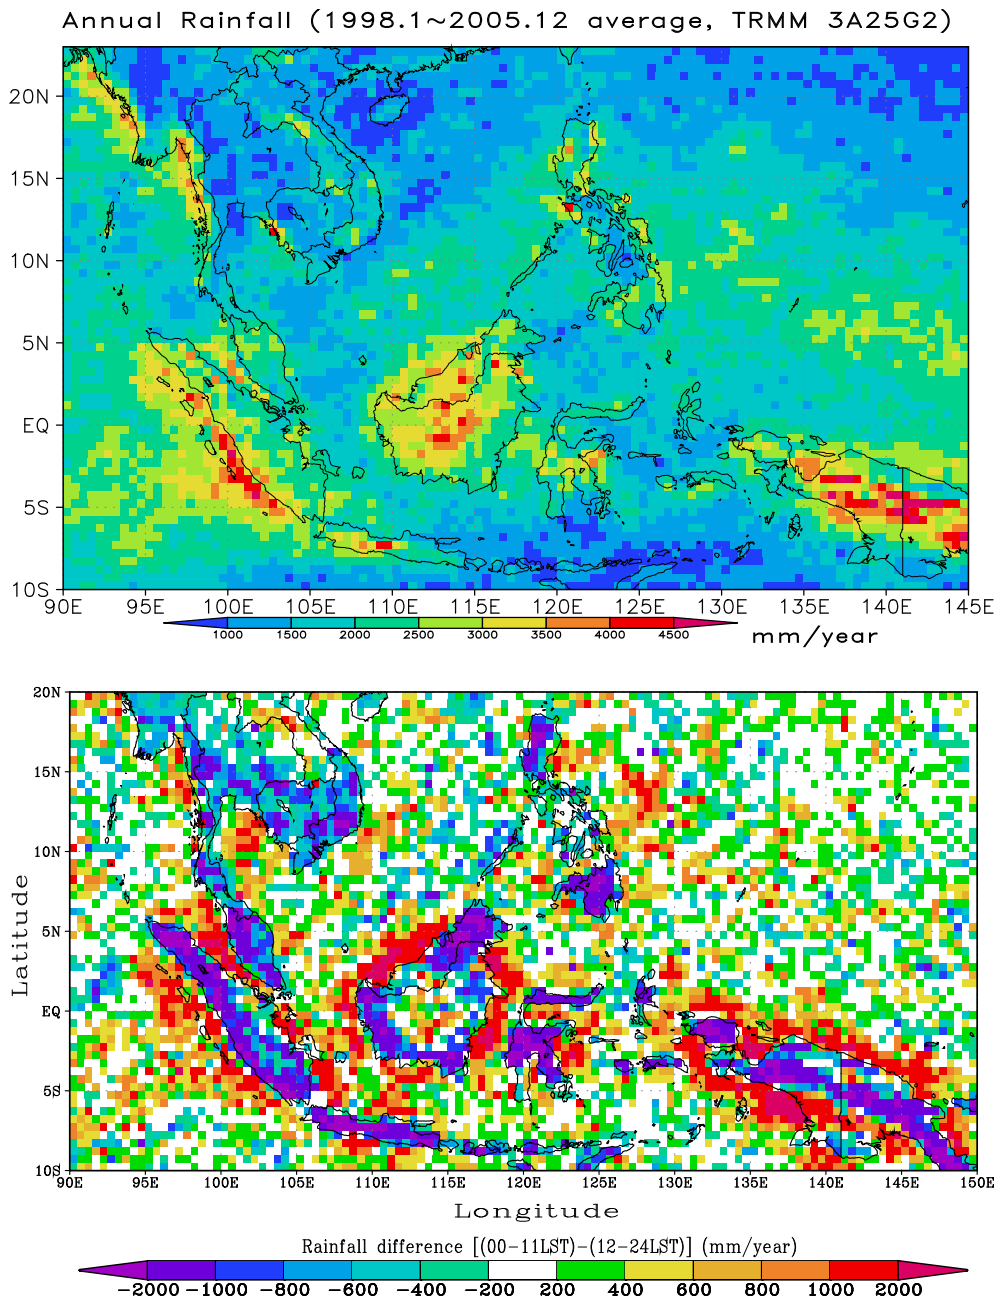 Annual Rainfall (1998.1~2005.12 average, TRMM 3A25G2)
20N
15N
10N
5N
EQ
5S
10S
90E 95E 100E 105E 110E 115E 120E 125E 130E 135E 140E 145E
1000 1500 2000 2500 3000 3500 4000 4500
mm/year
20N
15N
10N
5N
EQ
5S
10S
Latitude
90E 95E 100E 105E 110E 115E 120E 125E 130E 135E 140E 145E 150E
Longitude
Rainfall difference [(00-11LST)-(12-24LST)] (mm/year)
-2000 -1000 -800 -600 -400 -200 200 400 600 800 1000 2000